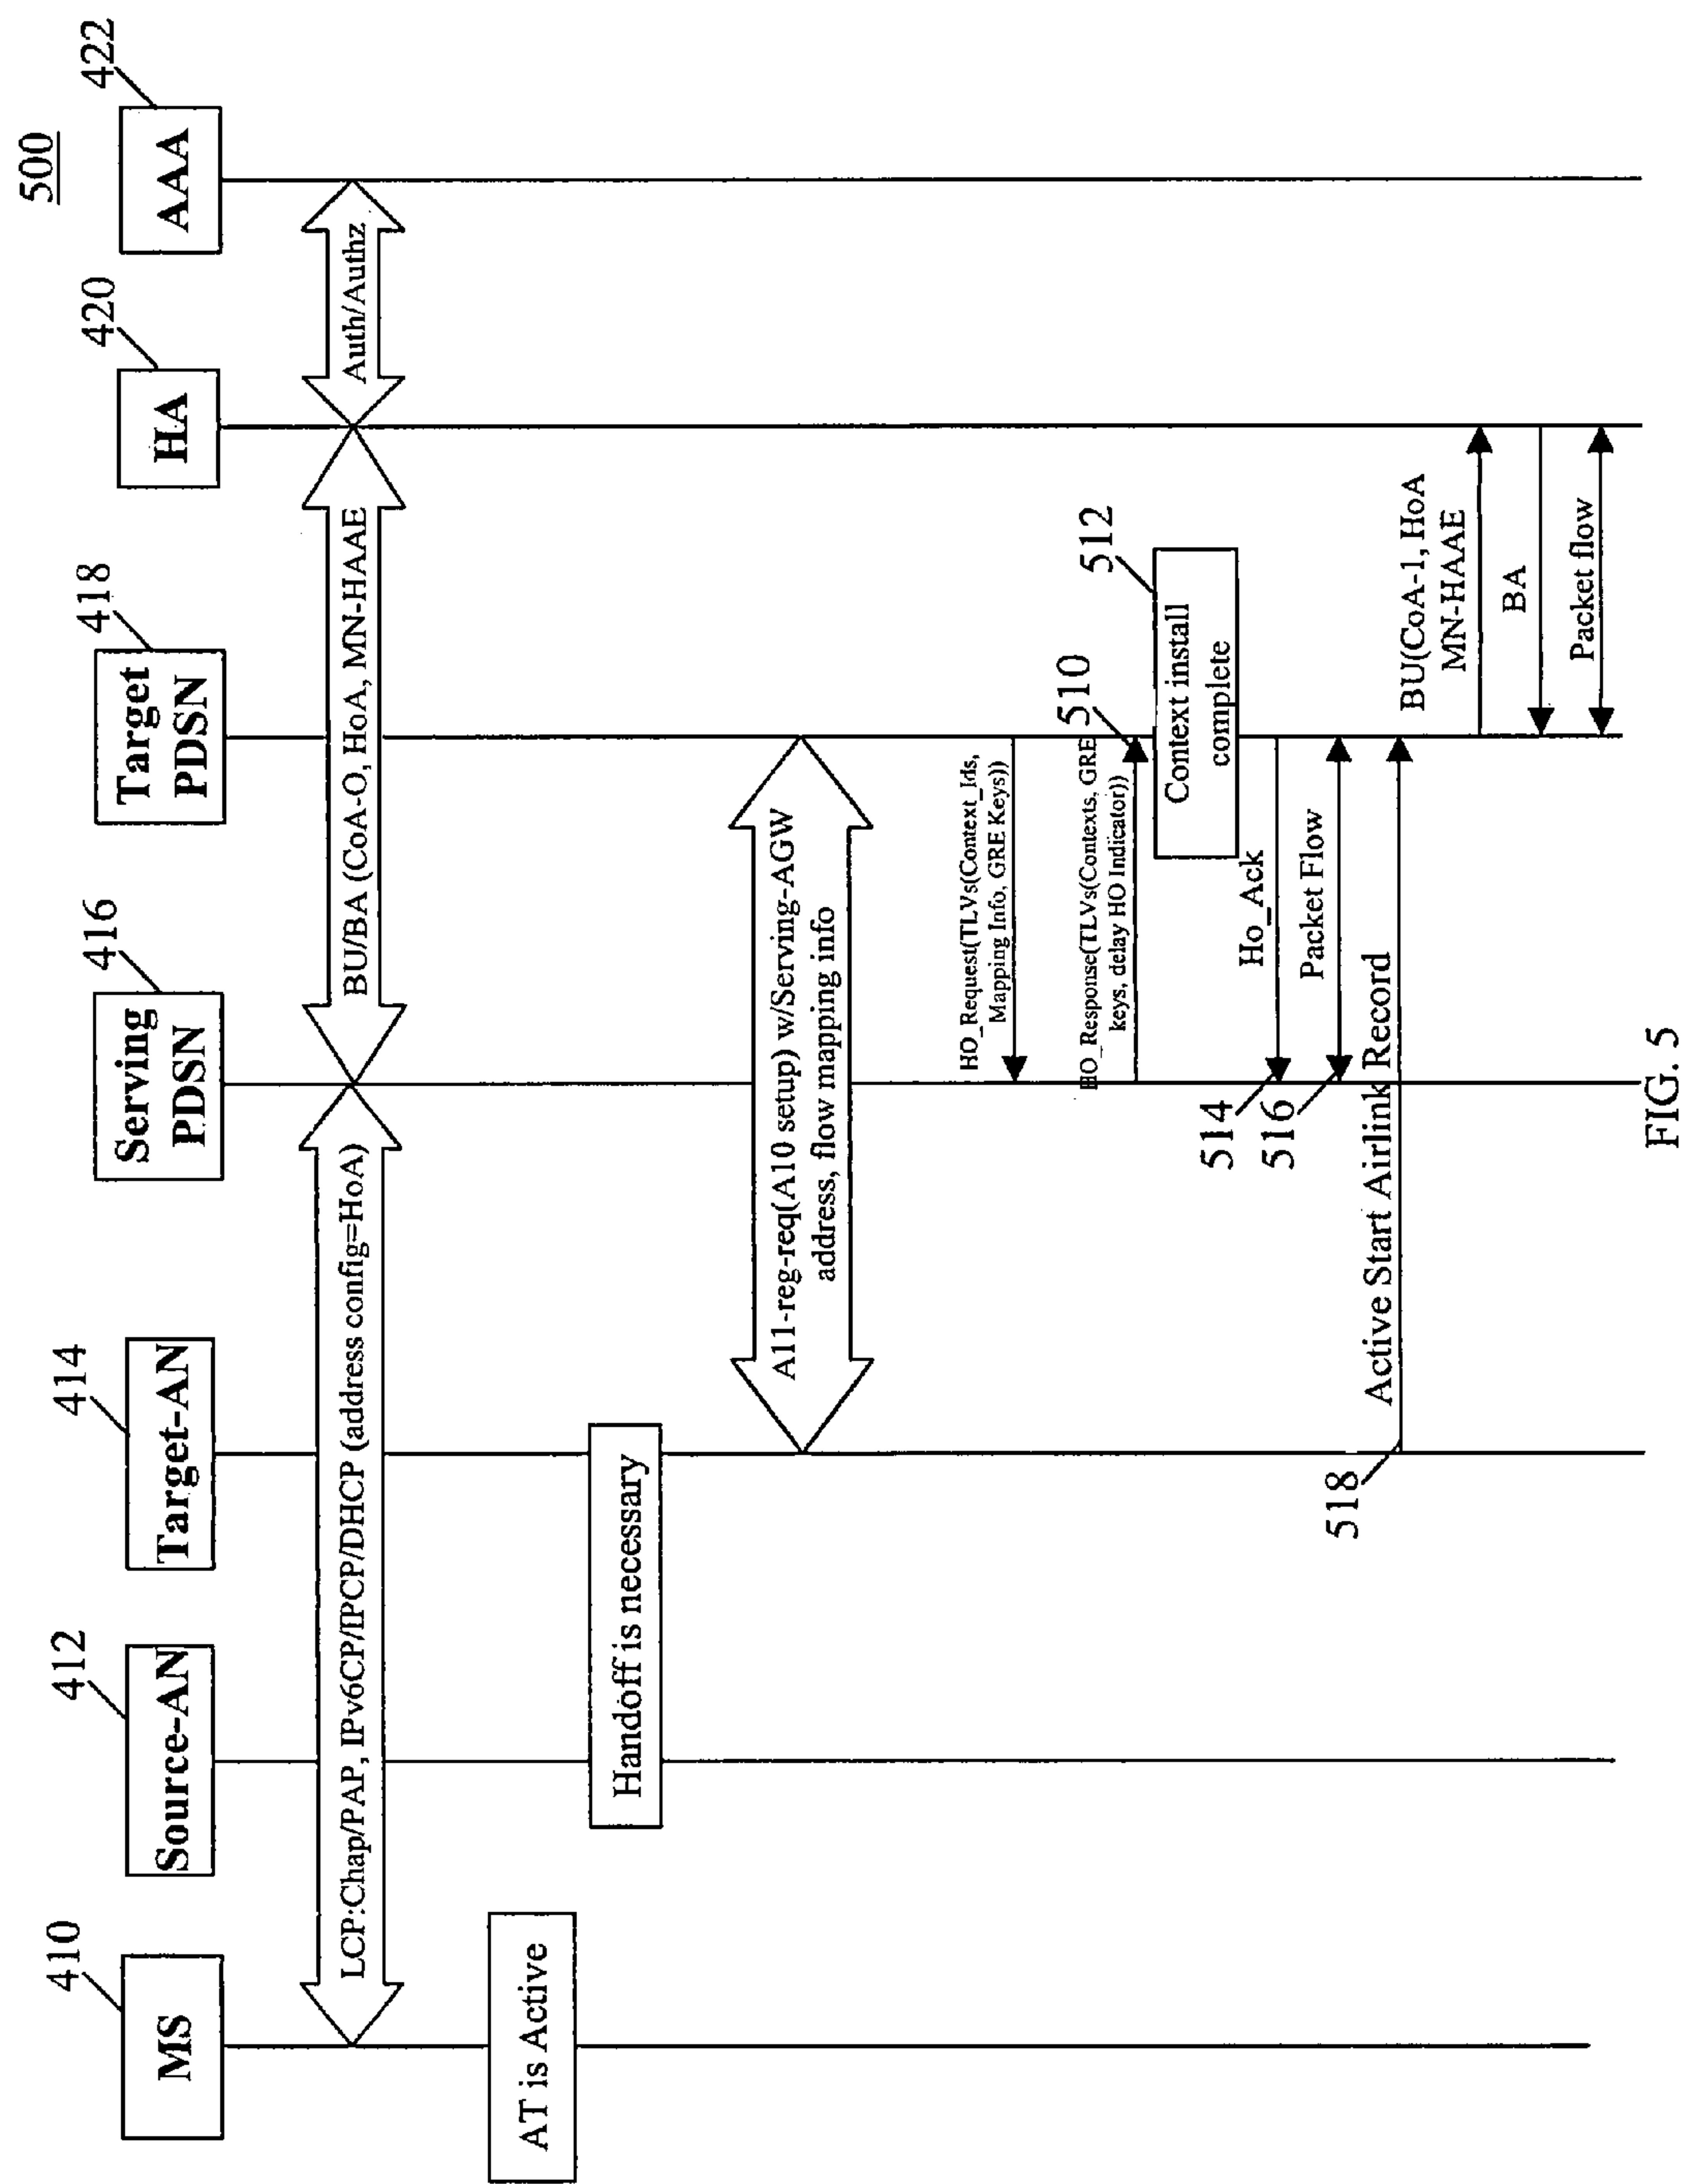 500
410
412
414
416
418
420
422
MS
Source-AN
Target-AN
Serving
PDSN
Target
PDSN
HA
AAA
LCP:Chap/PAP, IPv6CP/IPCP/DHCP (address config=HoA)
BU/BA (CoA-O, HoA, MN-HAAE
Auth/Authz
AT is Active
Handoff is necessary
A11-reg-req(A10 setup) w/Serving-AGW
address, flow mapping info
HO_Request(TLVs(Context_Ids,
Mapping Info, GRE Keys))
510
HO_Response(TLVs(Contexts, GRE
keys, delay HO Indicator))
512
Context install
complete
514
Ho_Ack
516
Packet Flow
518
Active Start Airlink Record
BU(CoA-1, HoA
MN-HAAE
BA
Packet flow
FIG. 5